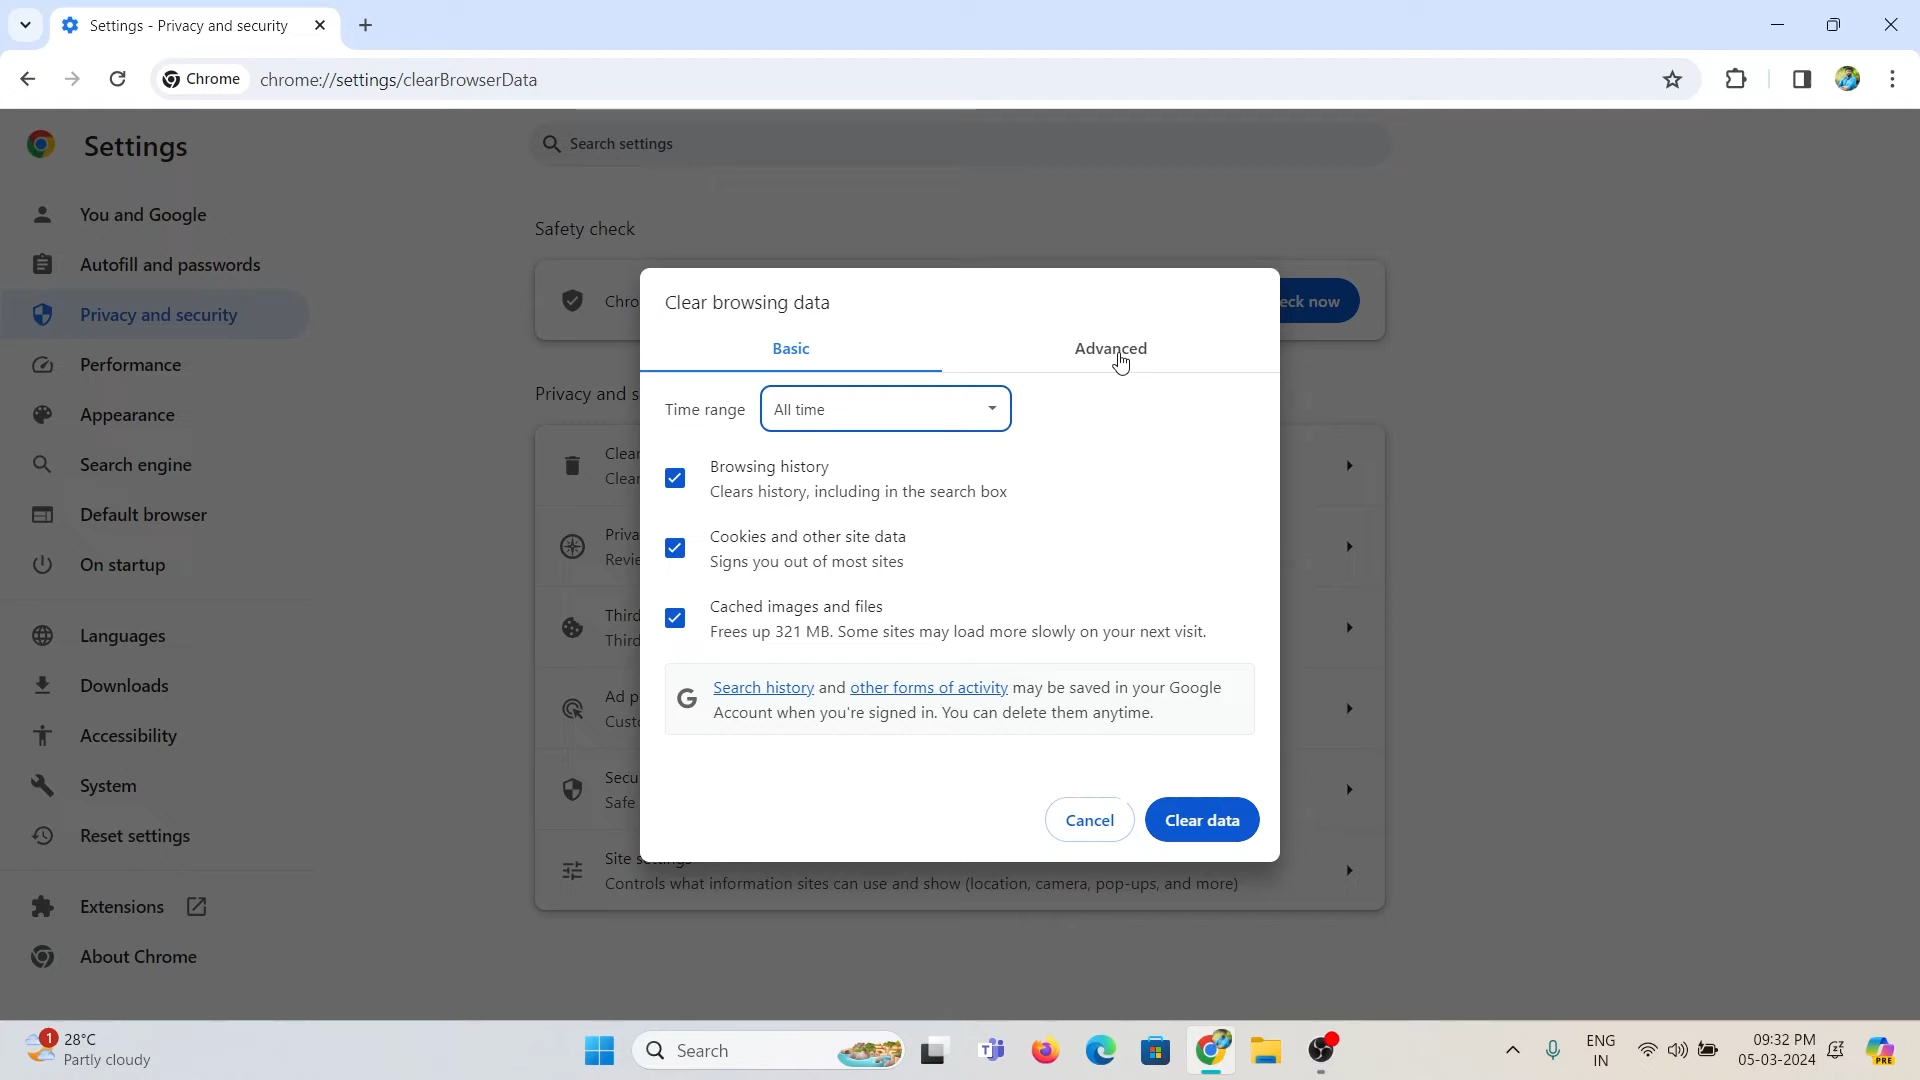 Settings - Privacy and security
Chrome
chrome://settings/clearBrowserData
Settings
Search settings
You and Google
Autofill and passwords
Privacy and security
Performance
Appearance
Search engine
Default browser
On startup
Languages
Downloads
Accessibility
System
Reset settings
Extensions
About Chrome
Safety check
Chro
eck now
Privacy and s
Clear
Clear
Priva
Revie
Third
Third
Ad p
Custo
Secu
Safe
Site settings
Controls what information sites can use and show (location, camera, pop-ups, and more)
Clear browsing data
Basic
Advanced
Time range
All time
Browsing history
Clears history, including in the search box
Cookies and other site data
Signs you out of most sites
Cached images and files
Frees up 321 MB. Some sites may load more slowly on your next visit.
G
Search history and other forms of activity may be saved in your Google
Account when you're signed in. You can delete them anytime.
Cancel
Clear data
1
28°C
Partly cloudy
Search
ENG
IN
09:32 PM
05-03-2024
PRE